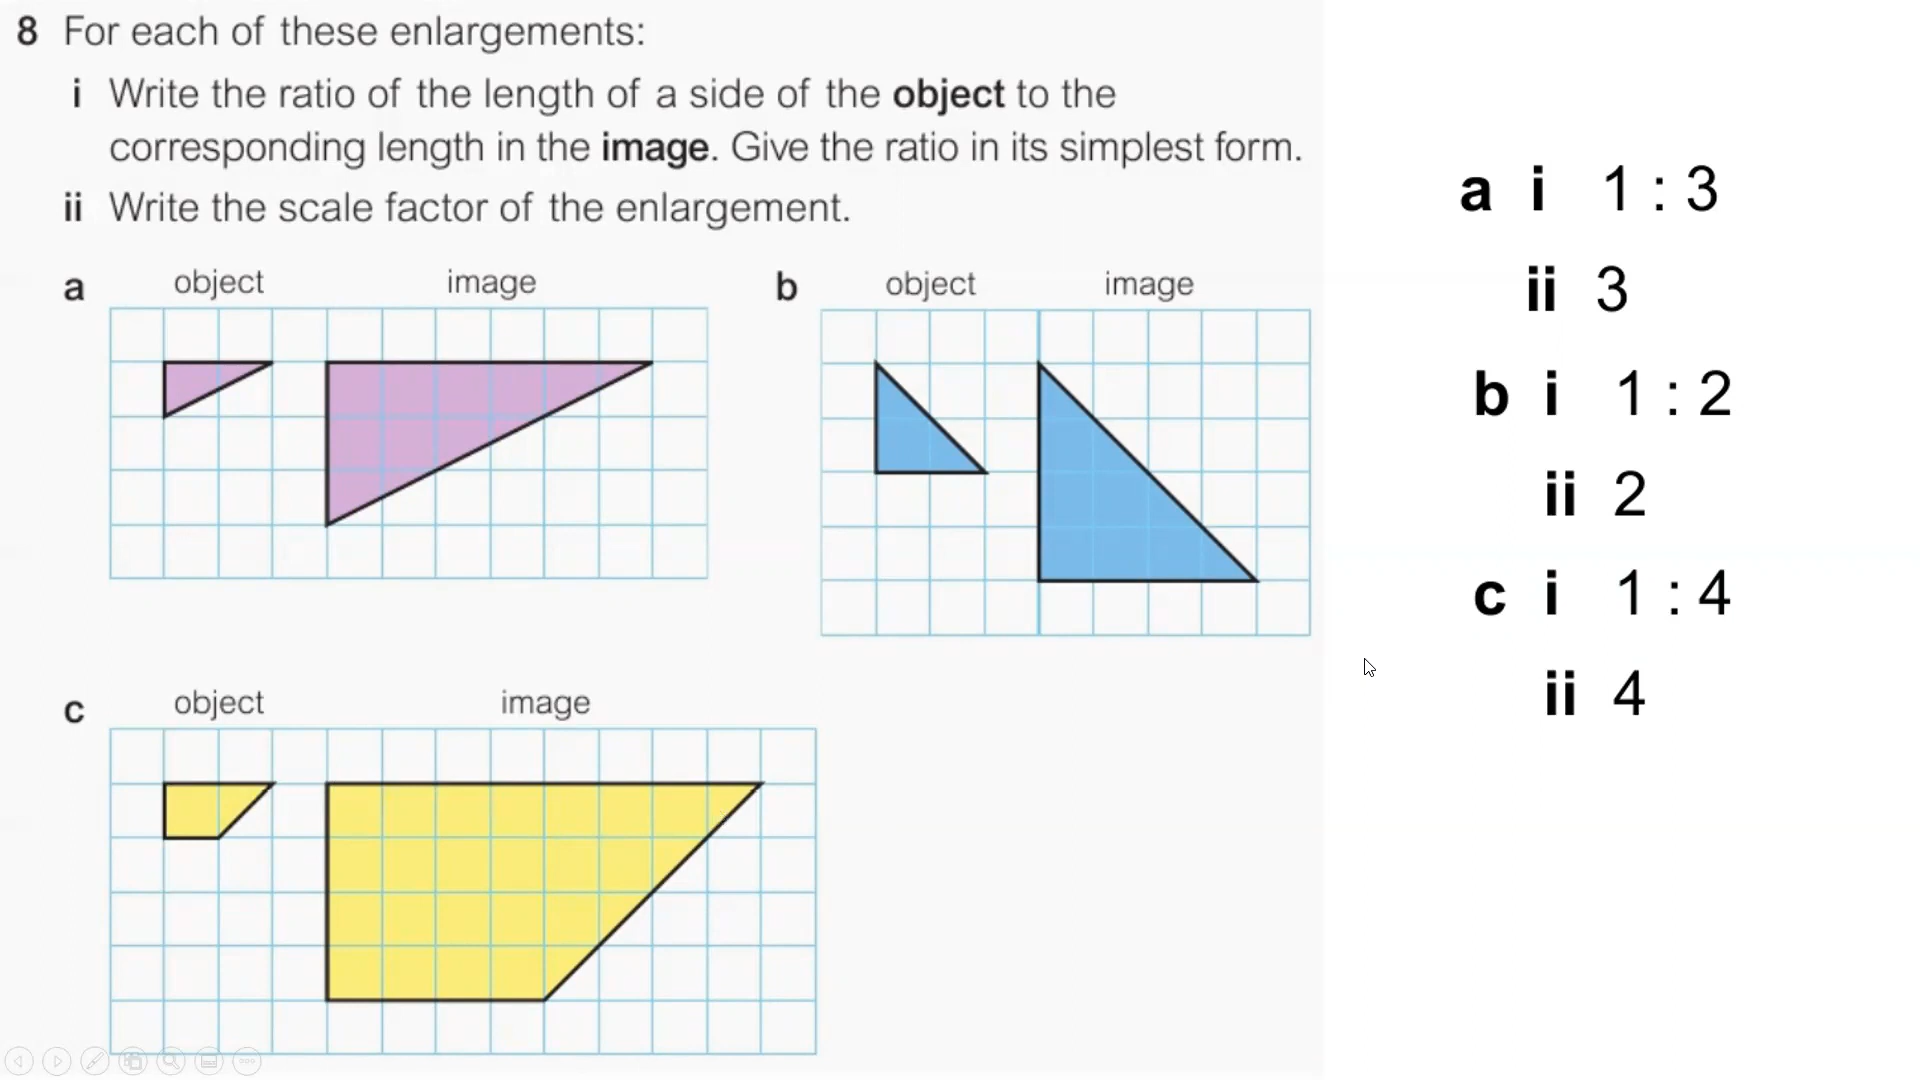 8 For each of these enlargements:
i Write the ratio of the length of a side of the object to the
corresponding length in the image. Give the ratio in its simplest form.
ii Write the scale factor of the enlargement.
a object image
b object image
c object image
a i 1 : 3
ii 3
b i 1 : 2
ii 2
c i 1 : 4
ii 4